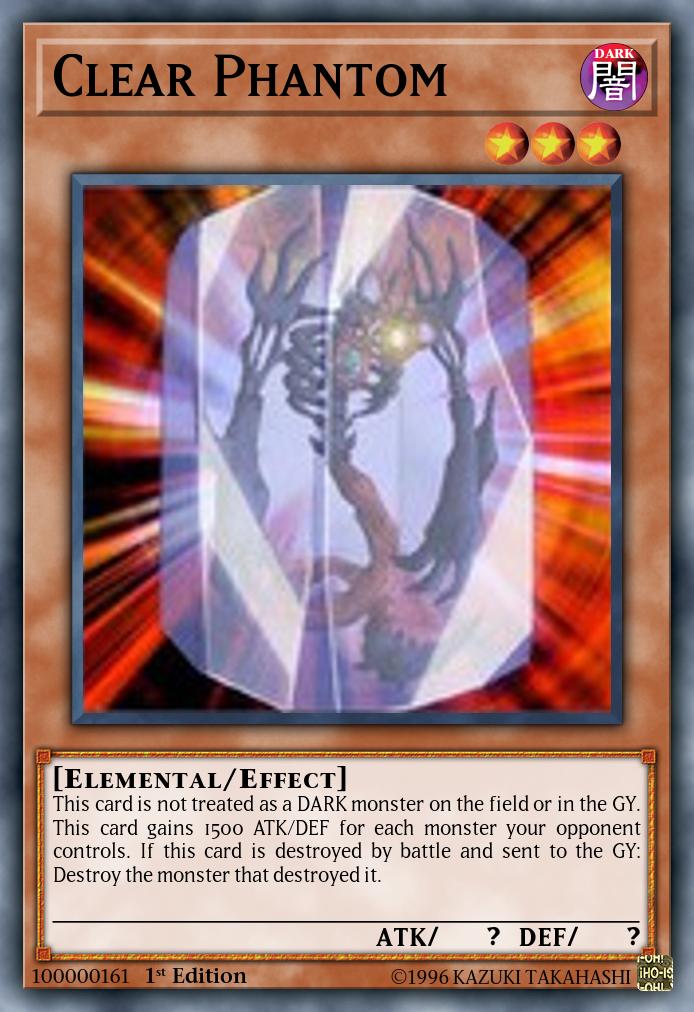 Clear Phantom
DARK
闇
[Elemental/Effect]
This card is not treated as a DARK monster on the field or in the GY.
This card gains 1500 ATK/DEF for each monster your opponent
controls. If this card is destroyed by battle and sent to the GY:
Destroy the monster that destroyed it.
ATK/ ? DEF/ ?
100000161 1st Edition ©1996 KAZUKI TAKAHASHI